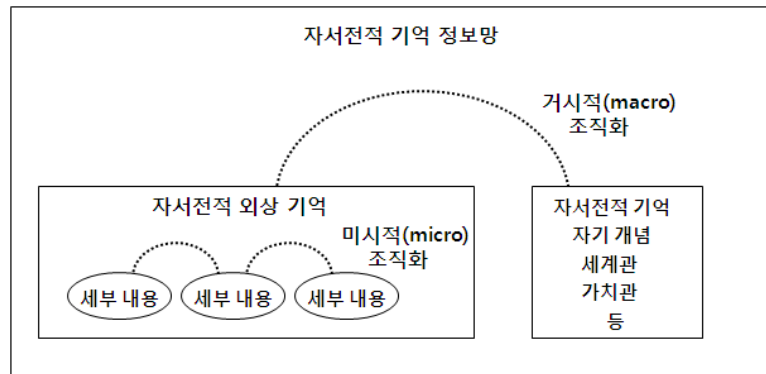 자서전적 기억 정보망
거시적(macro)
조직화
자서전적 외상 기억
미시적(micro)
조직화
세부 내용
세부 내용
세부 내용
자서전적 기억
자기 개념
세계관
가치관
등